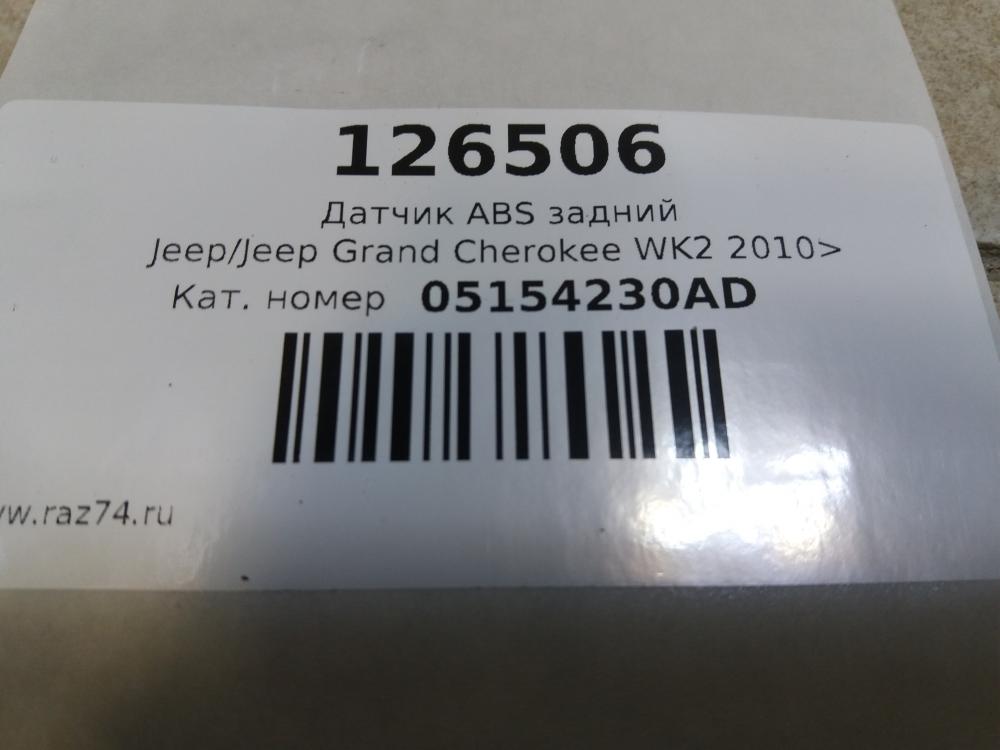 126506
Датчик ABS задний
Jeep/Jeep Grand Cherokee WK2 2010>
Кат. номер 05154230AD
w.raz74.ru